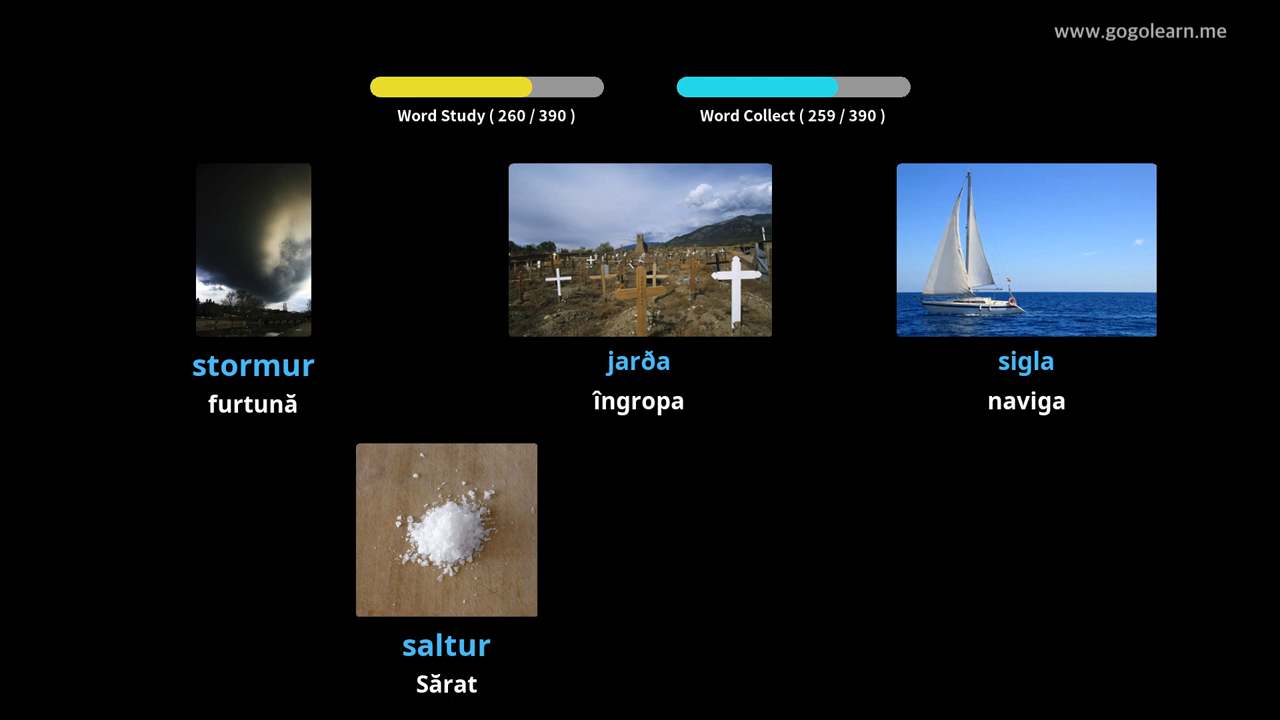 www.gogolearn.me
Word Study ( 260 / 390 )
Word Collect ( 259 / 390 )
stormur
furtună
jarða
îngropa
sigla
naviga
saltur
Sărat